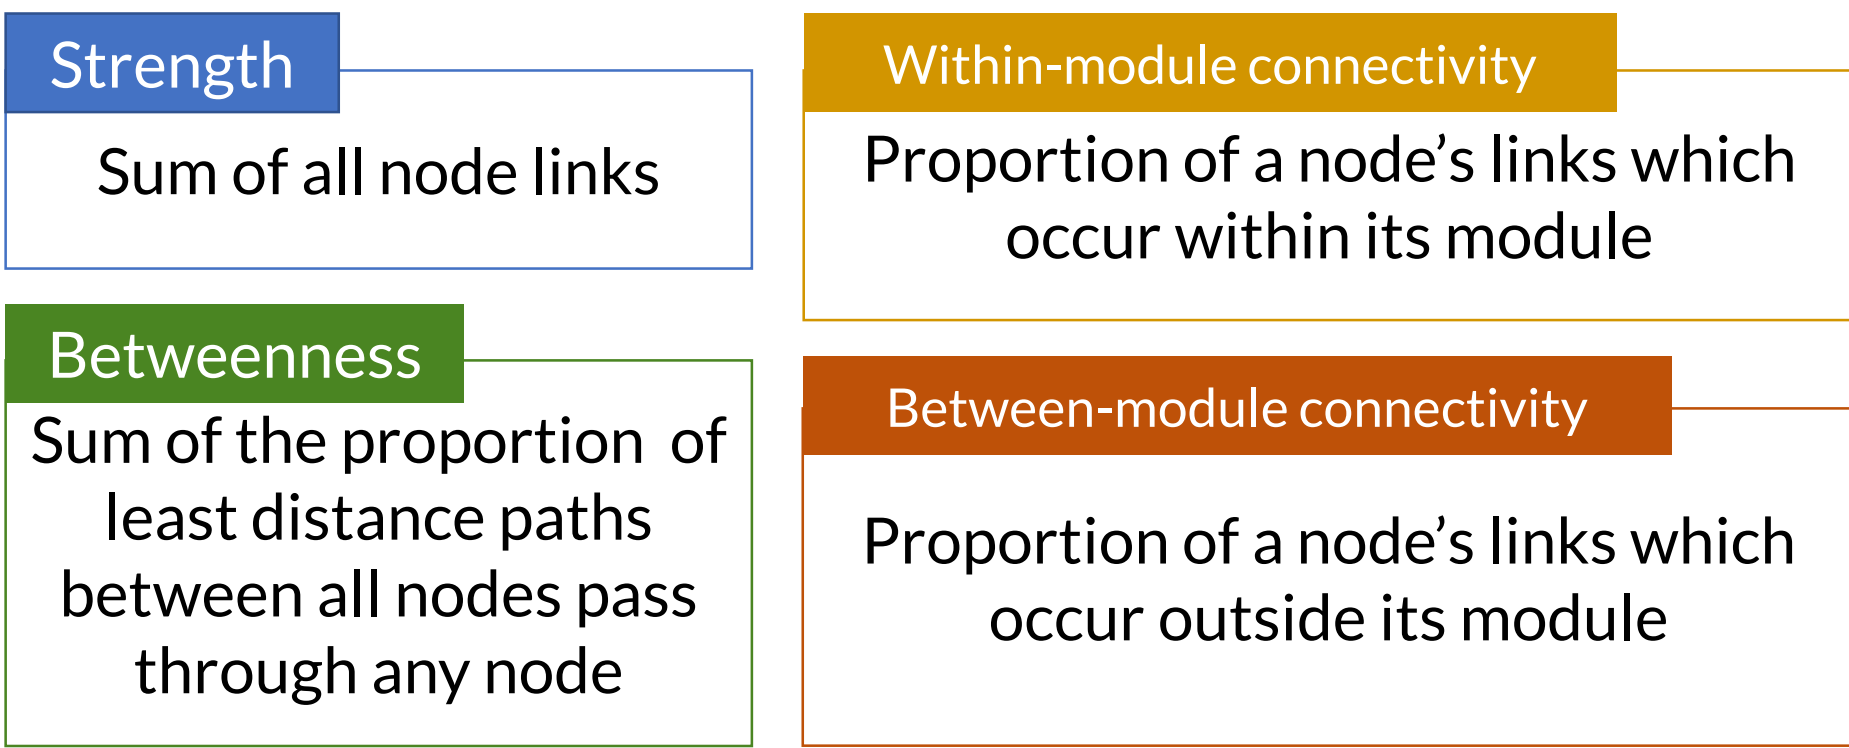 Strength
Sum of all node links
Betweenness
Sum of the proportion of
least distance paths
between all nodes pass
through any node
Within-module connectivity
Proportion of a node’s links which
occur within its module
Between-module connectivity
Proportion of a node’s links which
occur outside its module